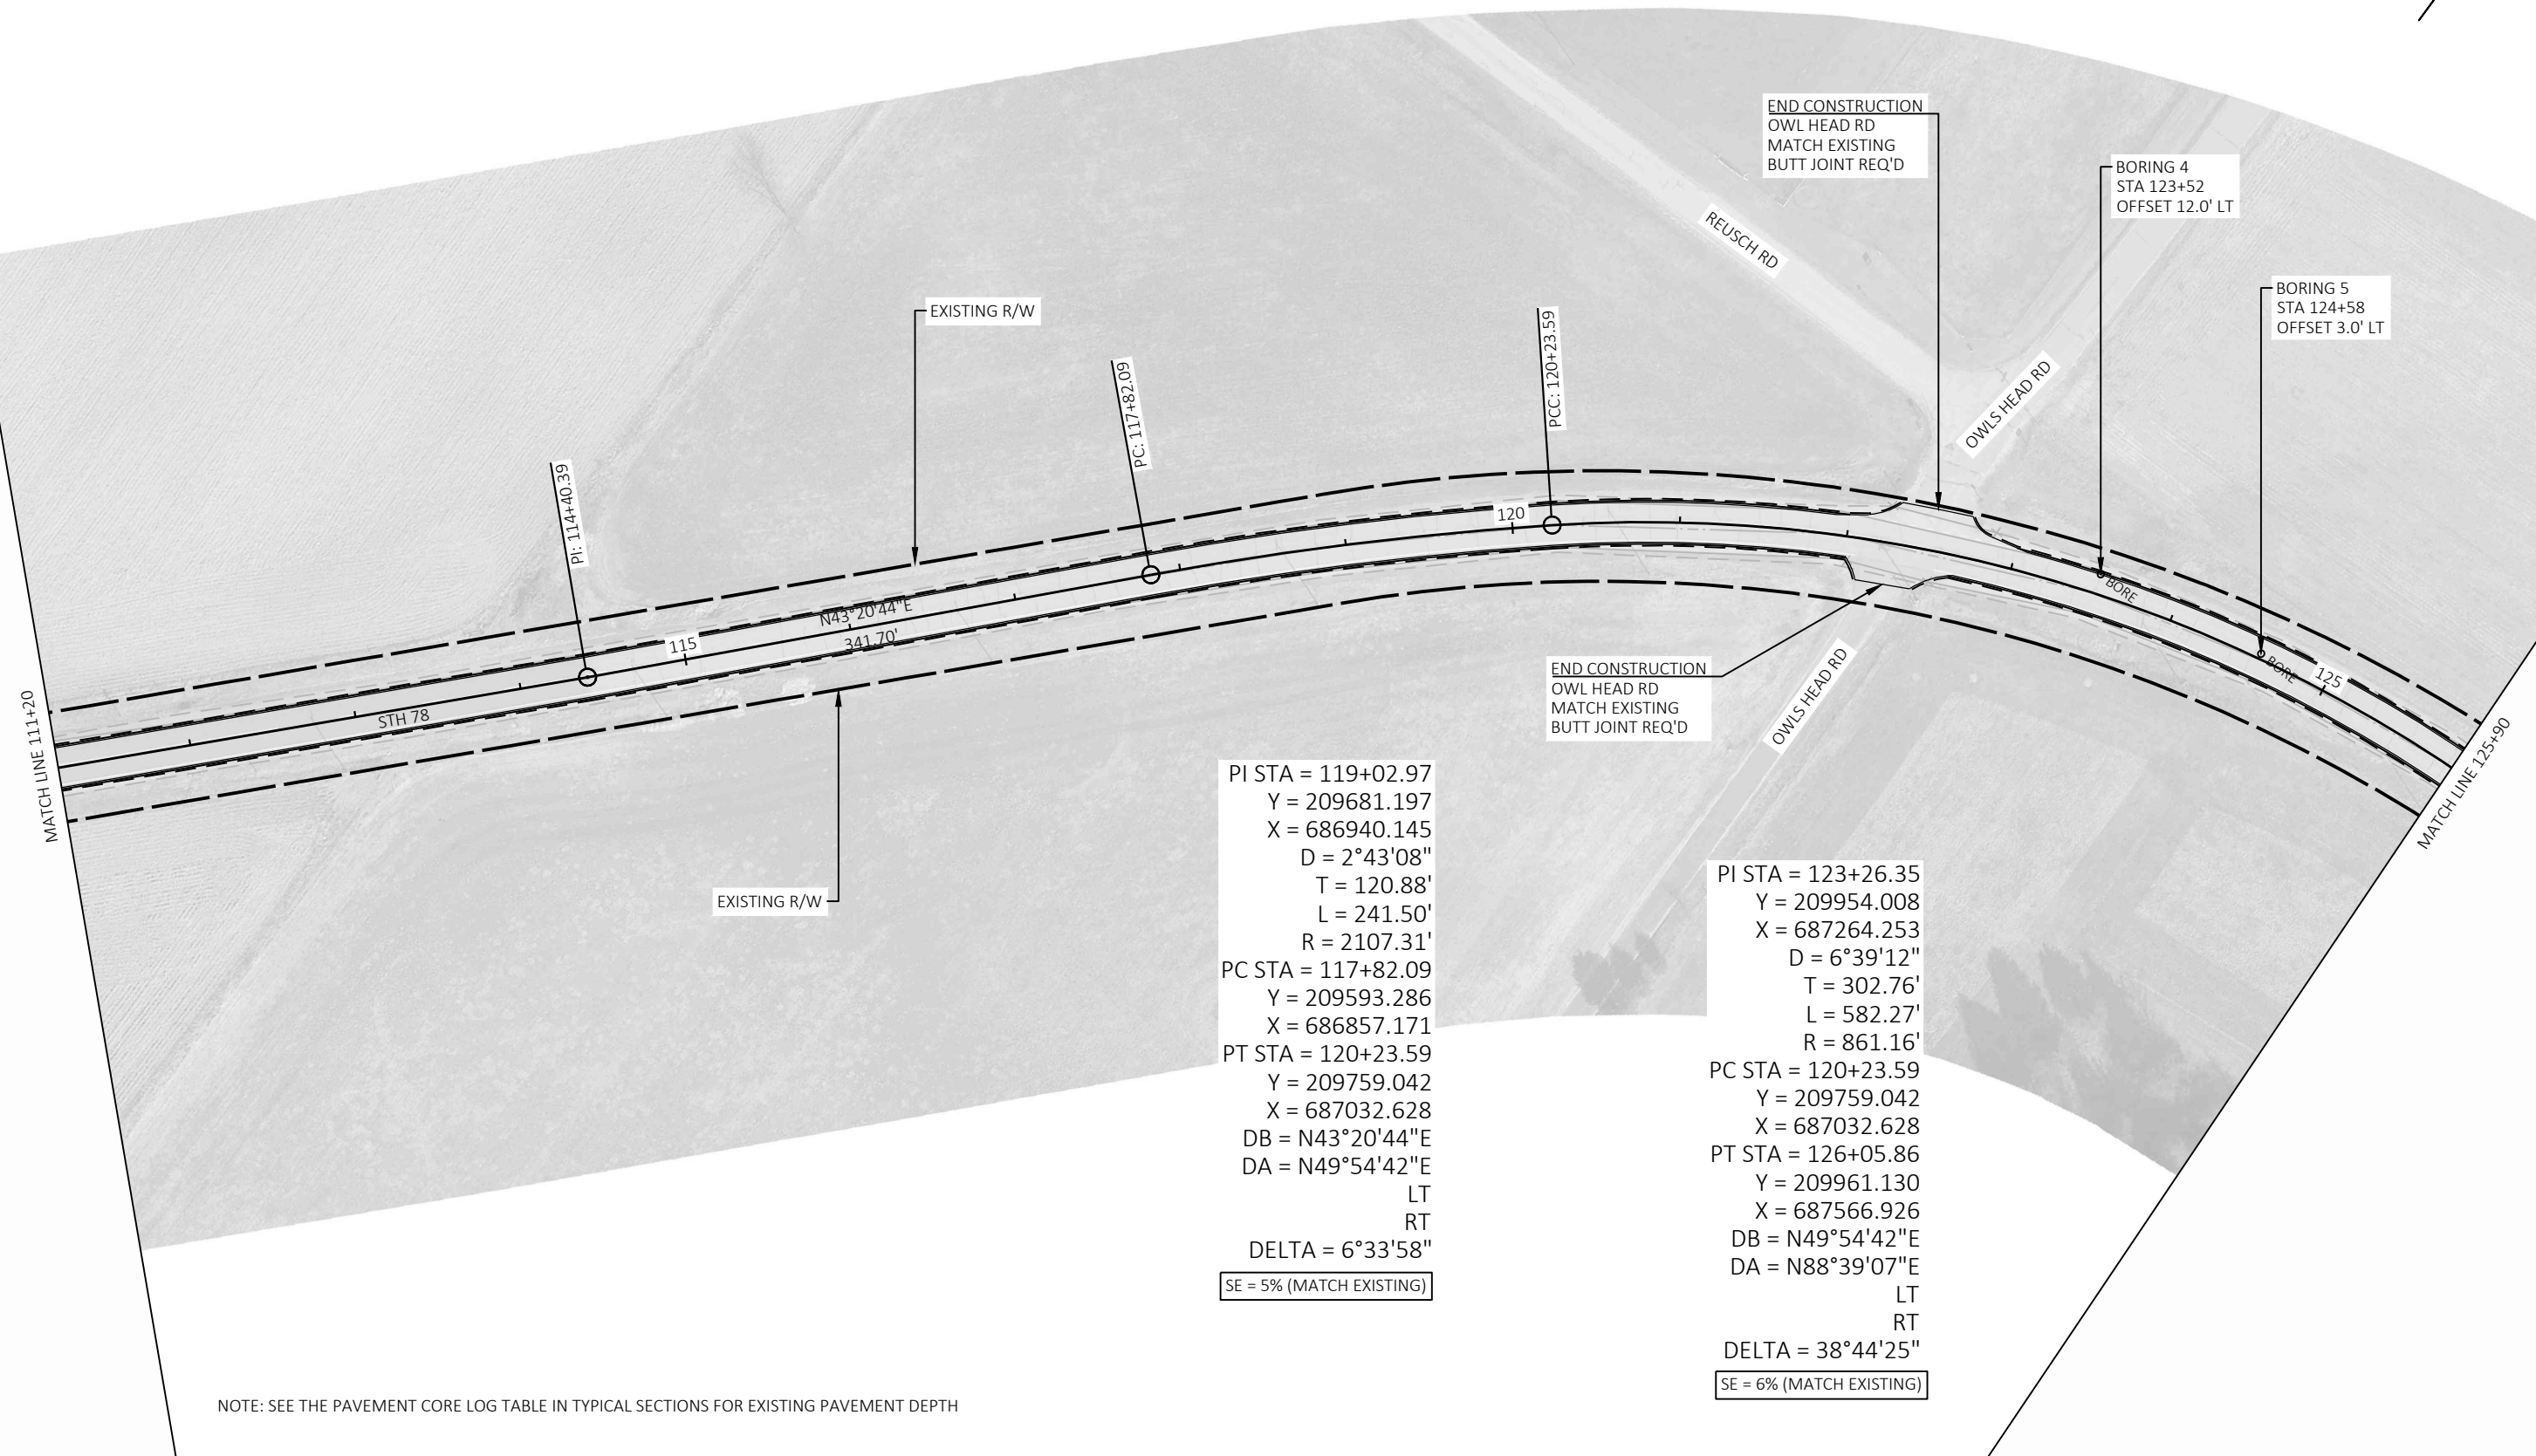 END CONSTRUCTION
OWL HEAD RD
MATCH EXISTING
BUTT JOINT REQ'D
BORING 4
STA 123+52
OFFSET 12.0' LT
REUSCH RD
BORING 5
STA 124+58
OFFSET 3.0' LT
EXISTING R/W
PCC: 120+23.59
OWLS HEAD RD
PC: 117+82.09
PI: 114+40.39
120
BORE
N43°20'44"E
341.70'
115
BORE
125
STH 78
MATCH LINE 111+20
END CONSTRUCTION
OWL HEAD RD
MATCH EXISTING
BUTT JOINT REQ'D
OWLS HEAD RD
MATCH LINE 125+90
EXISTING R/W
PI STA = 119+02.97
Y = 209681.197
X = 686940.145
D = 2°43'08"
T = 120.88'
L = 241.50'
R = 2107.31'
PC STA = 117+82.09
Y = 209593.286
X = 686857.171
PT STA = 120+23.59
Y = 209759.042
X = 687032.628
DB = N43°20'44"E
DA = N49°54'42"E
LT
RT
DELTA = 6°33'58"
SE = 5% (MATCH EXISTING)
PI STA = 123+26.35
Y = 209954.008
X = 687264.253
D = 6°39'12"
T = 302.76'
L = 582.27'
R = 861.16'
PC STA = 120+23.59
Y = 209759.042
X = 687032.628
PT STA = 126+05.86
Y = 209961.130
X = 687566.926
DB = N49°54'42"E
DA = N88°39'07"E
LT
RT
DELTA = 38°44'25"
SE = 6% (MATCH EXISTING)
NOTE: SEE THE PAVEMENT CORE LOG TABLE IN TYPICAL SECTIONS FOR EXISTING PAVEMENT DEPTH